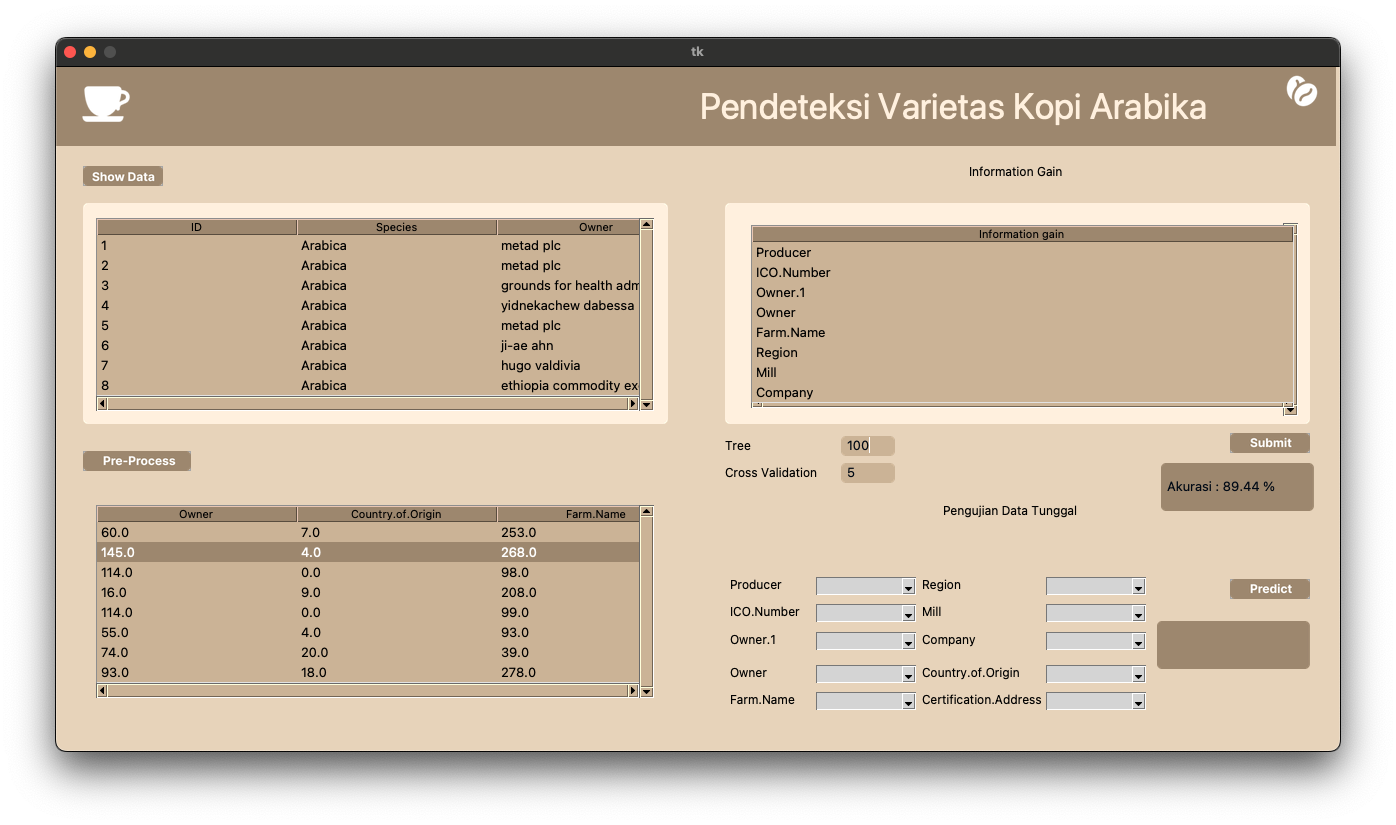 tk
Pendeteksi Varietas Kopi Arabika
Show Data
ID Species Owner
1 Arabica metad plc
2 Arabica metad plc
3 Arabica grounds for health adm
4 Arabica yidnekachew dabessa
5 Arabica metad plc
6 Arabica ji-ae ahn
7 Arabica hugo valdivia
8 Arabica ethiopia commodity ex
Information Gain
Information gain
Producer
ICO.Number
Owner.1
Owner
Farm.Name
Region
Mill
Company
Tree 100
Cross Validation 5
Submit
Akurasi : 89.44 %
Pre-Process
Owner Country.of.Origin Farm.Name
60.0 7.0 253.0
145.0 4.0 268.0
114.0 0.0 98.0
16.0 9.0 208.0
114.0 0.0 99.0
55.0 4.0 93.0
74.0 20.0 39.0
93.0 18.0 278.0
Pengujian Data Tunggal
Producer Region
ICO.Number Mill
Owner.1 Company
Owner Country.of.Origin
Farm.Name Certification.Address
Predict